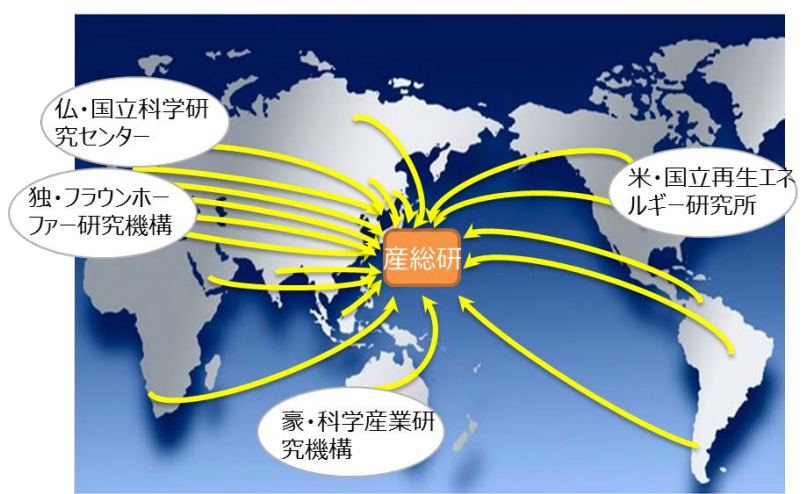 仏・国立科学研
究センター
独・フラウンホー
ファー研究機構
米・国立再生エネ
ルギー研究所
産総研
豪・科学産業研
究機構